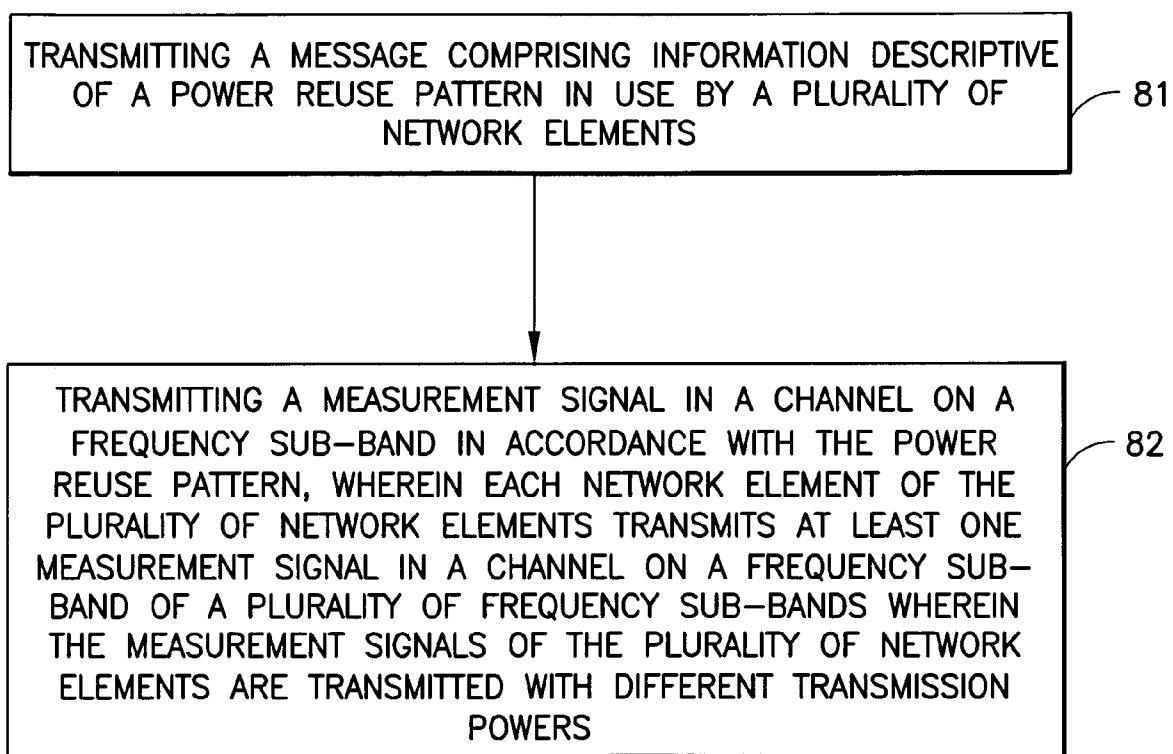 TRANSMITTING A MESSAGE COMPRISING INFORMATION DESCRIPTIVE
OF A POWER REUSE PATTERN IN USE BY A PLURALITY OF
NETWORK ELEMENTS
81
TRANSMITTING A MEASUREMENT SIGNAL IN A CHANNEL ON A
FREQUENCY SUB-BAND IN ACCORDANCE WITH THE POWER
REUSE PATTERN, WHEREIN EACH NETWORK ELEMENT OF THE
PLURALITY OF NETWORK ELEMENTS TRANSMITS AT LEAST ONE
MEASUREMENT SIGNAL IN A CHANNEL ON A FREQUENCY SUB-
BAND OF A PLURALITY OF FREQUENCY SUB-BANDS WHEREIN
THE MEASUREMENT SIGNALS OF THE PLURALITY OF NETWORK
ELEMENTS ARE TRANSMITTED WITH DIFFERENT TRANSMISSION
POWERS
82